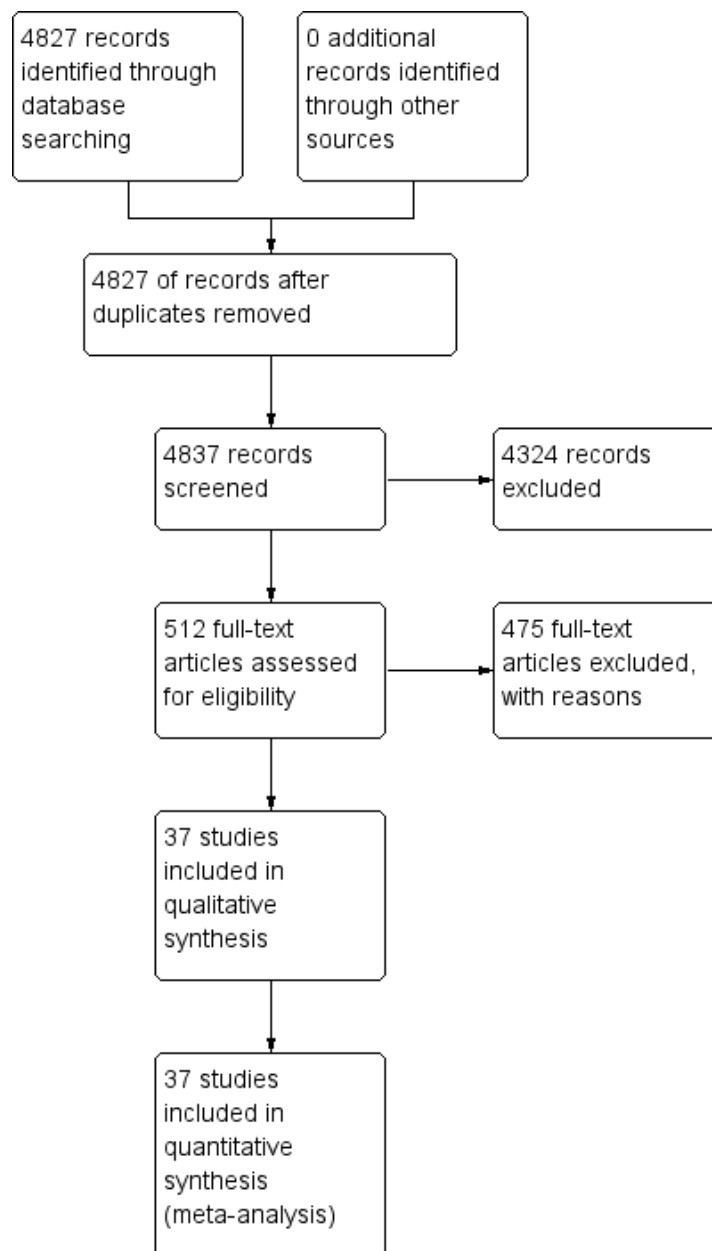 4827 records
identified through
database
searching
0 additional
records identified
through other
sources
4827 of records after
duplicates removed
4837 records
screened
4324 records
excluded
512 full-text
articles assessed
for eligibility
475 full-text
articles excluded,
with reasons
37 studies
included in
qualitative
synthesis
37 studies
included in
quantitative
synthesis
(meta-analysis)